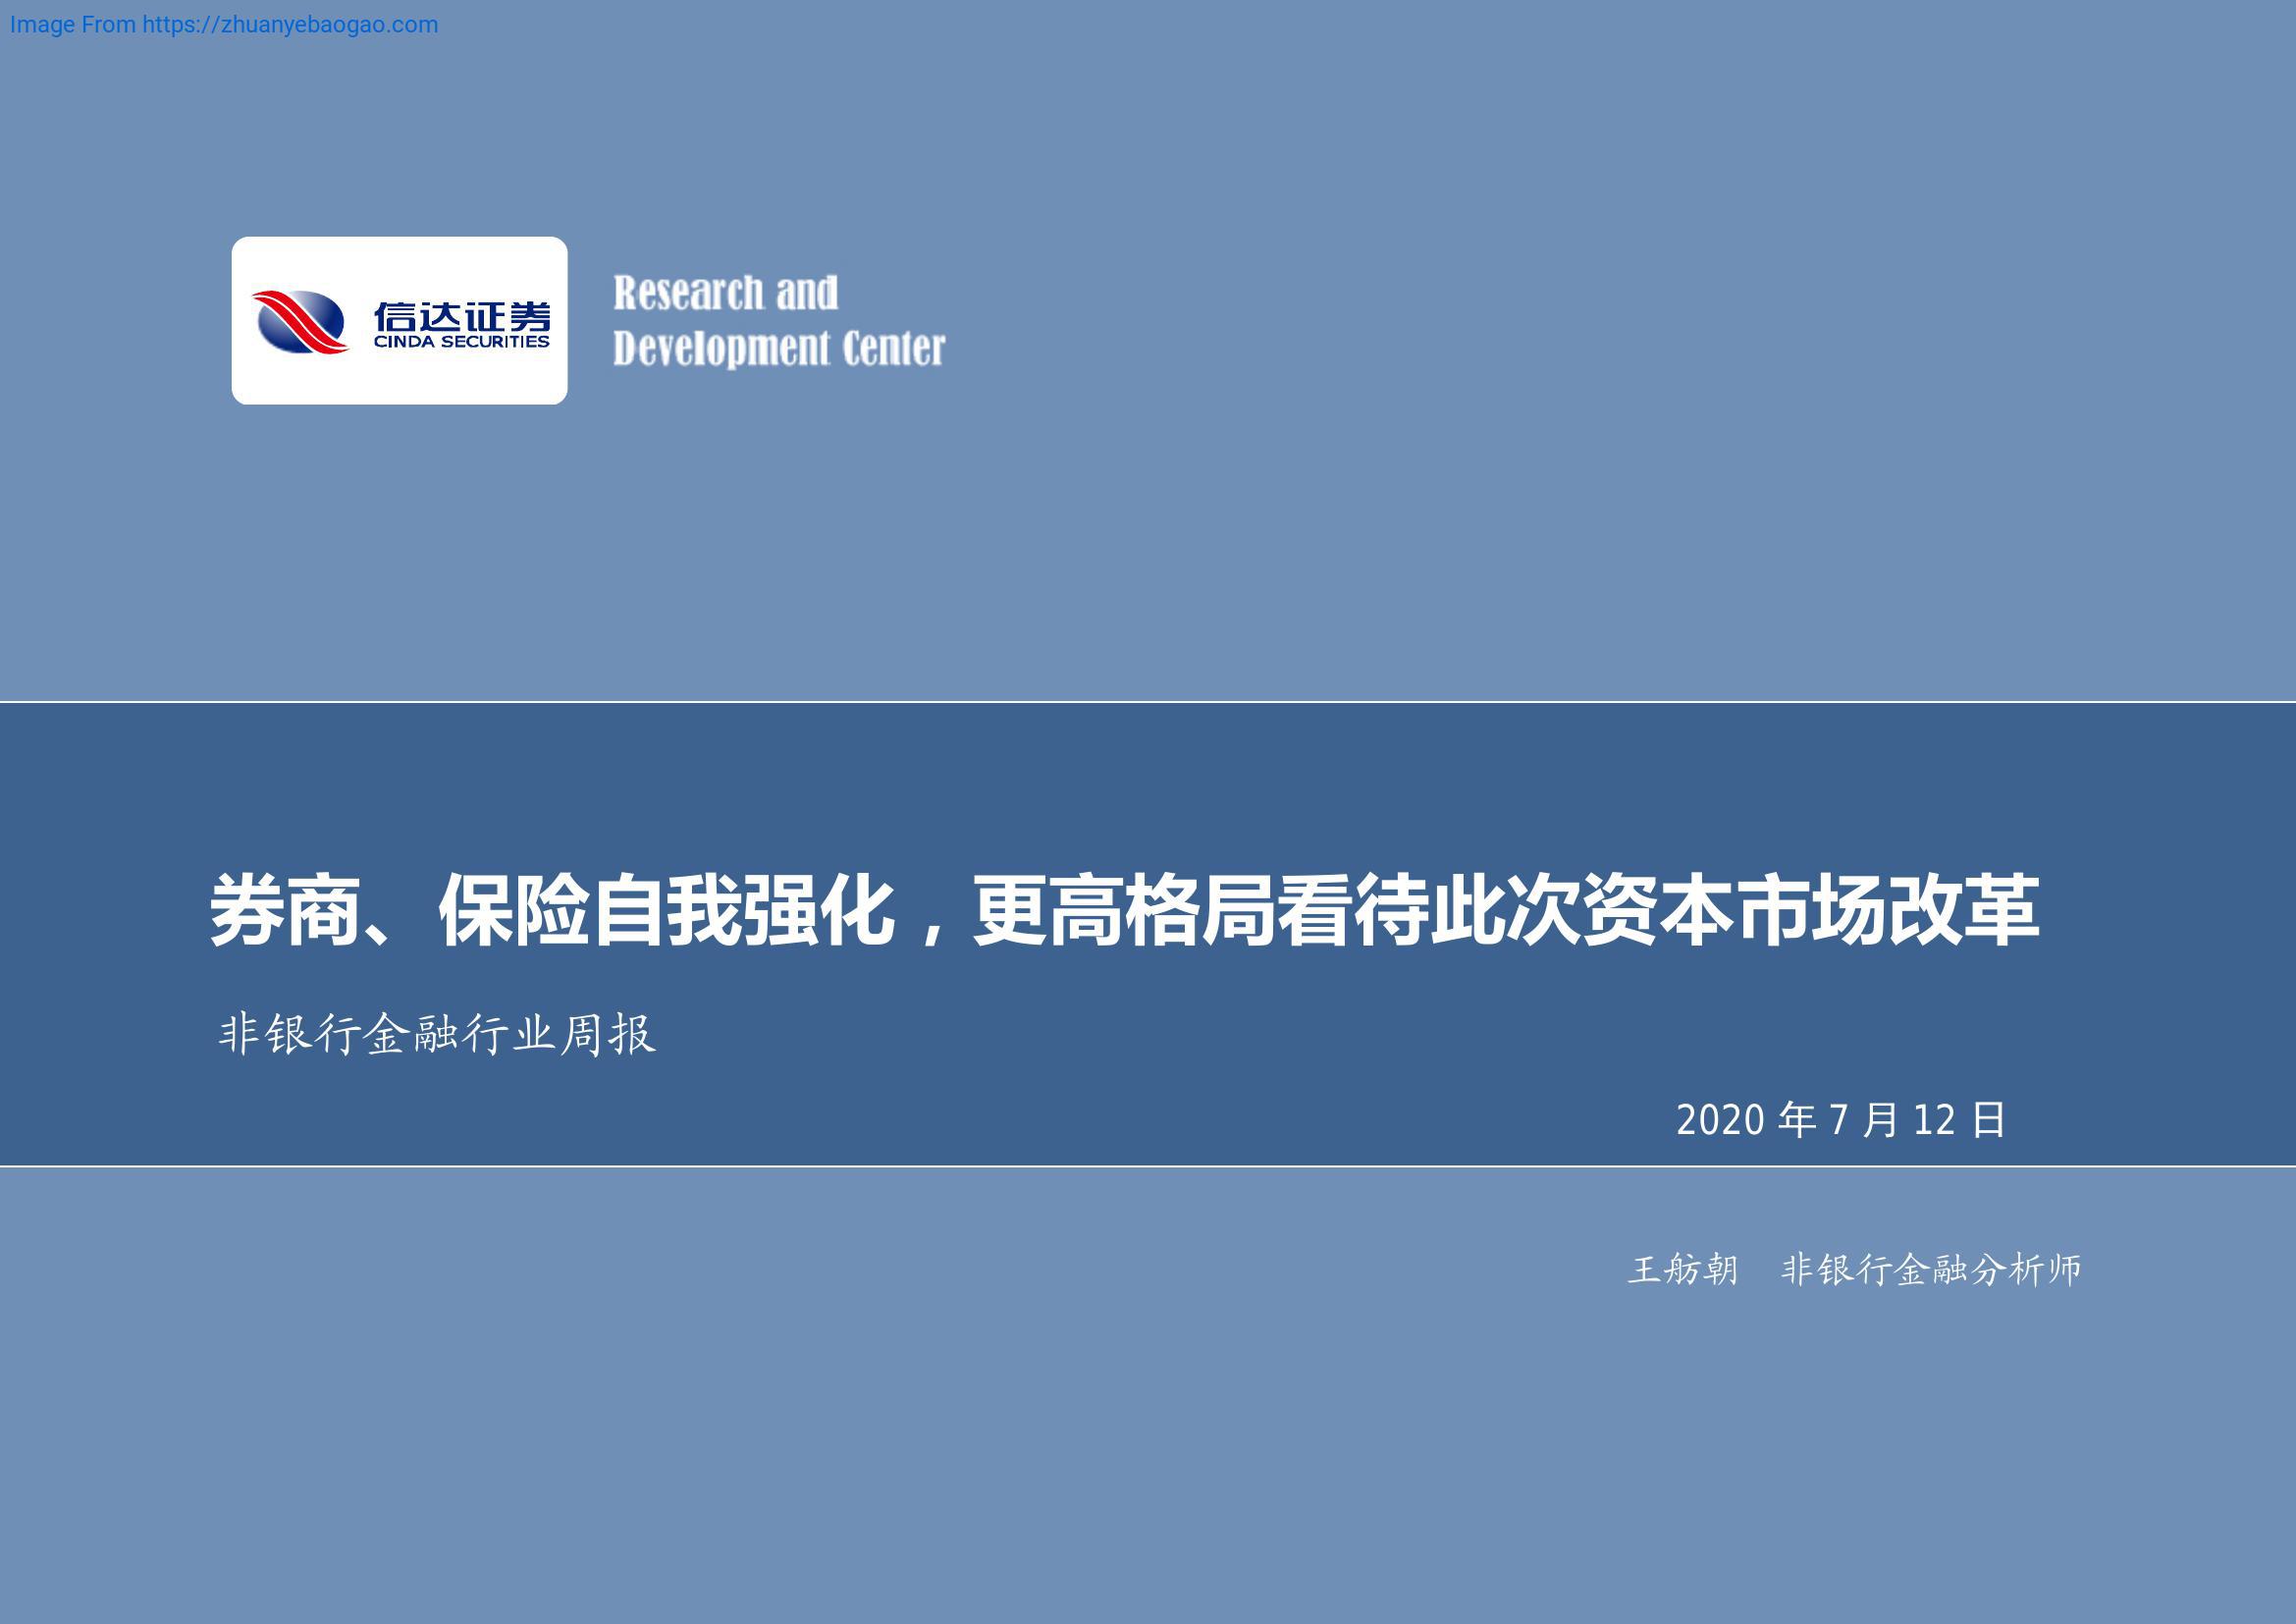 Image From https://zhuanyebaogao.com
信达证券
CINDA SECURITIES
Research and
Development Center
券商、保险自我强化，更高格局看待此次资本市场改革
非银行金融行业周报
2020 年 7 月 12 日
王舫朝 非银行金融分析师